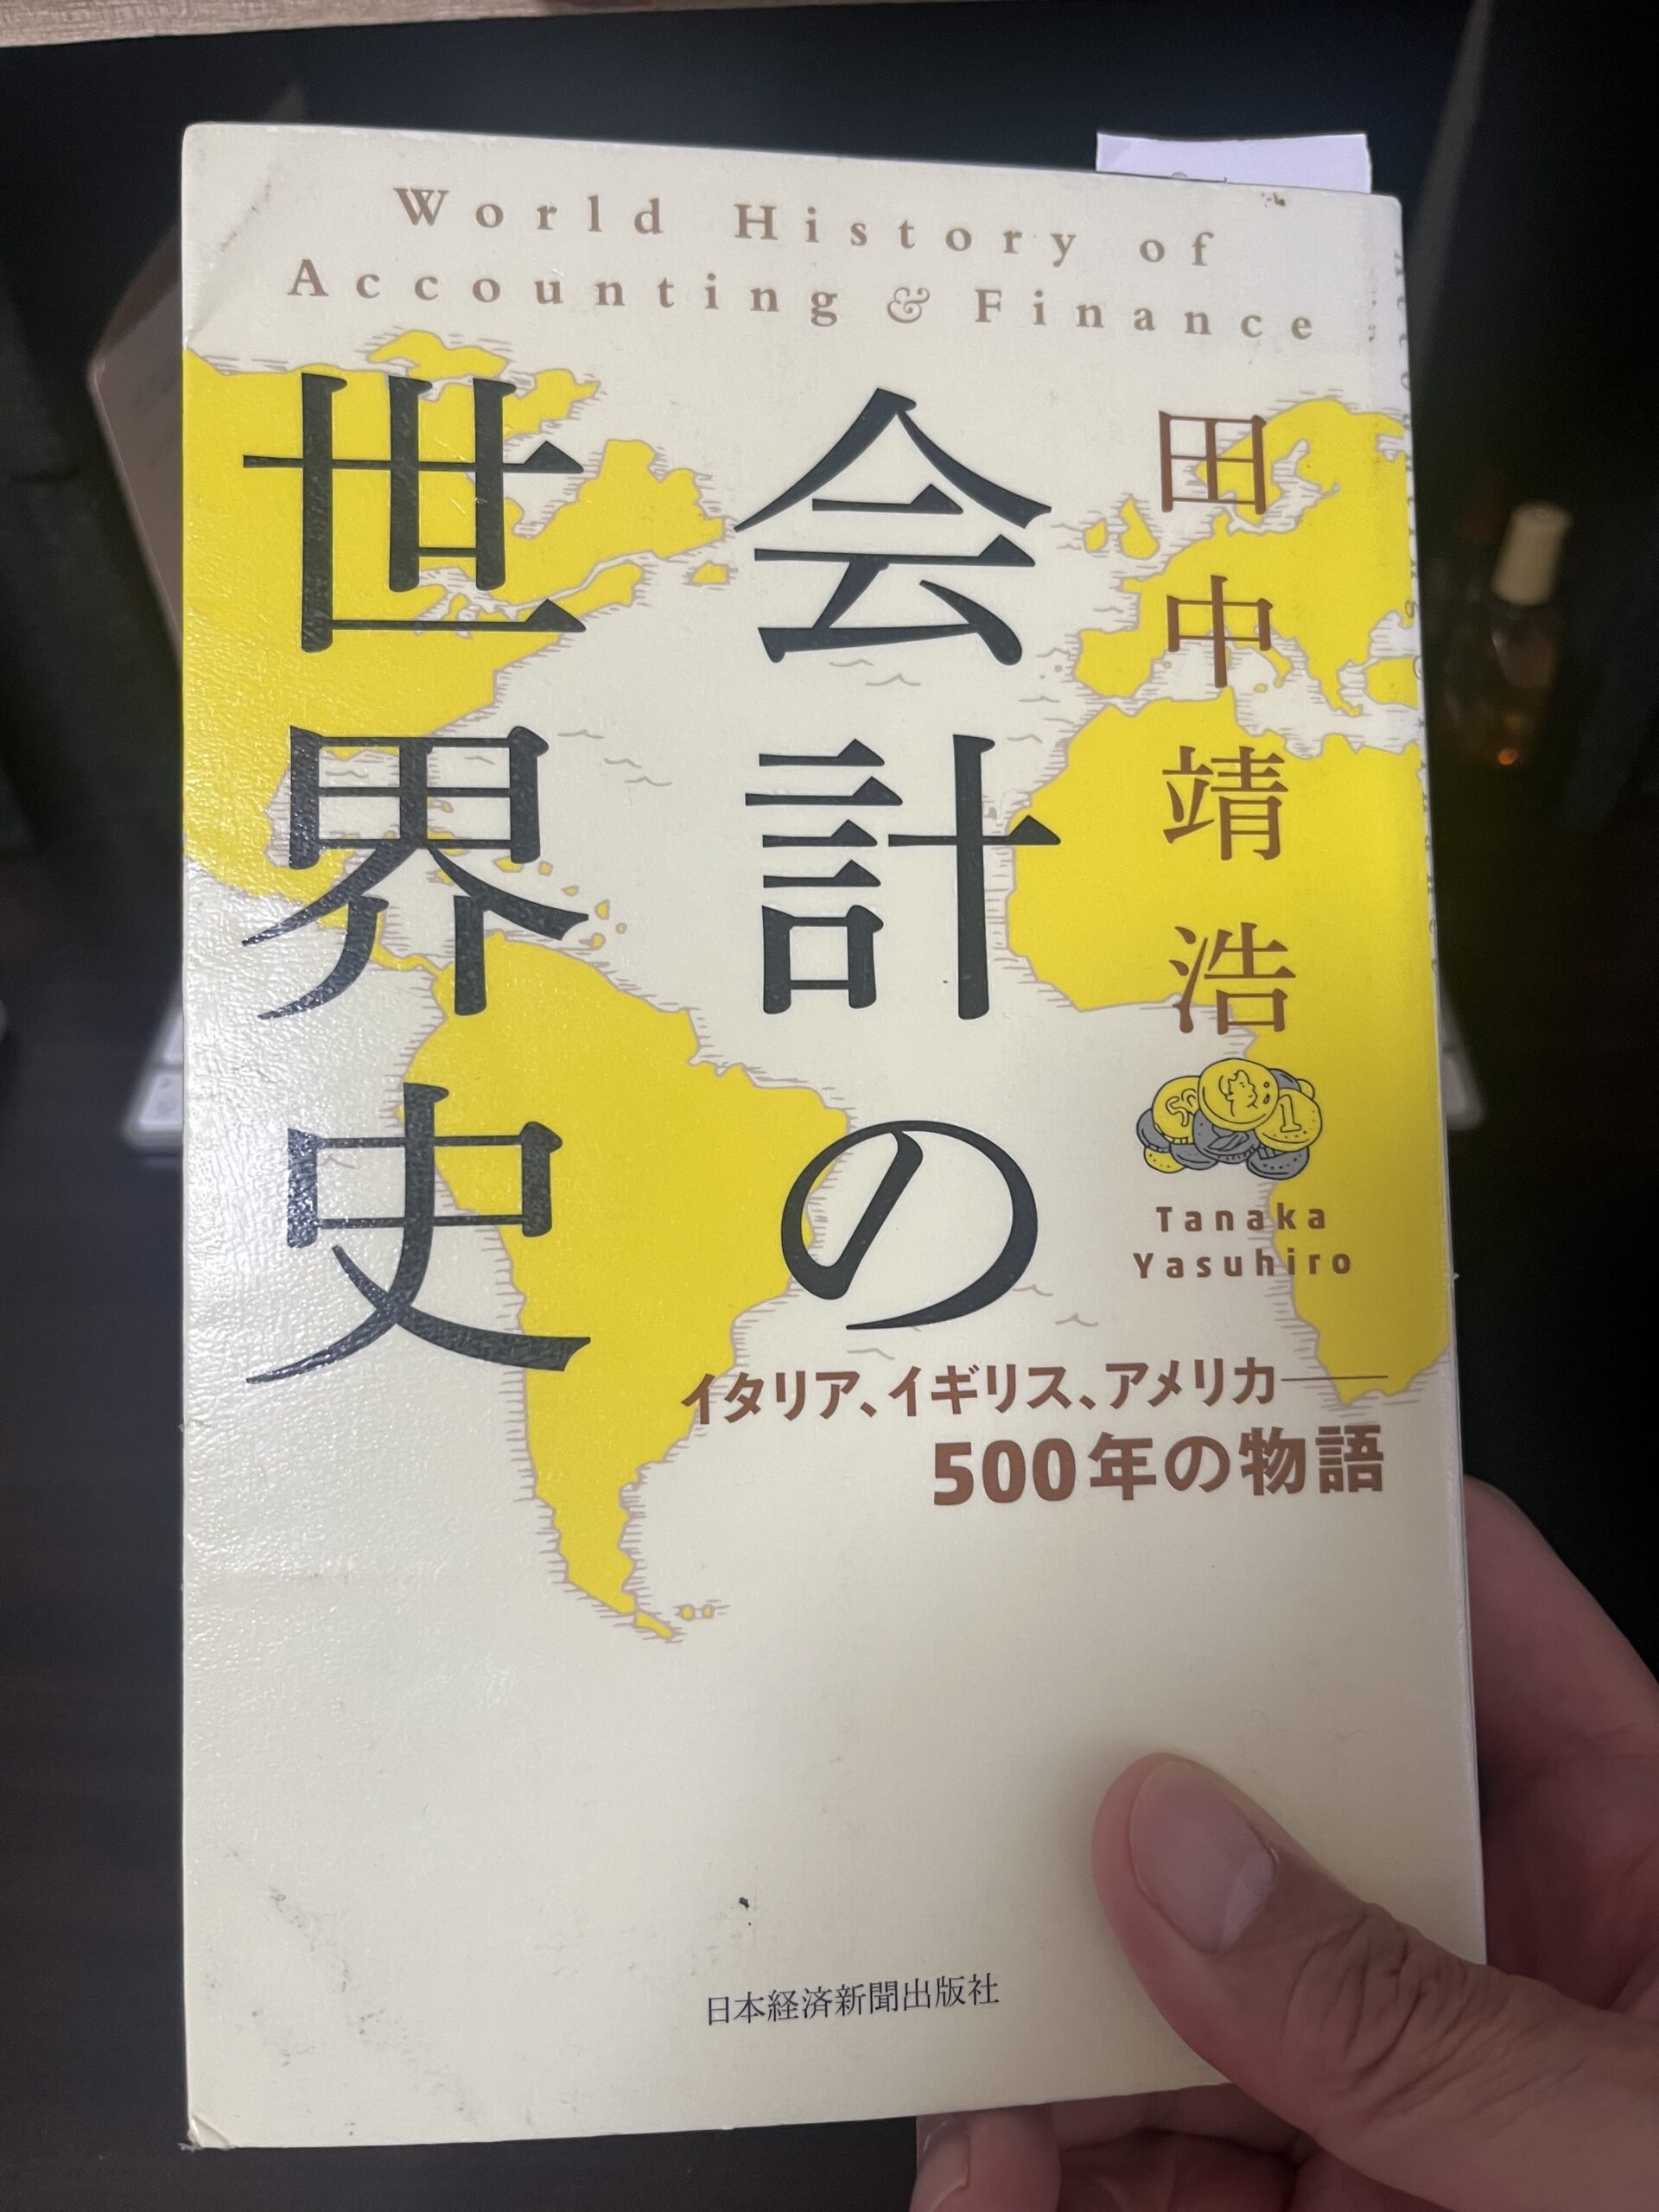 World History of
Accounting & Finance
会計の
世界史
田中靖浩
Tanaka
Yasuhiro
イタリア、イギリス、アメリカ――
500年の物語
日本経済新聞出版社